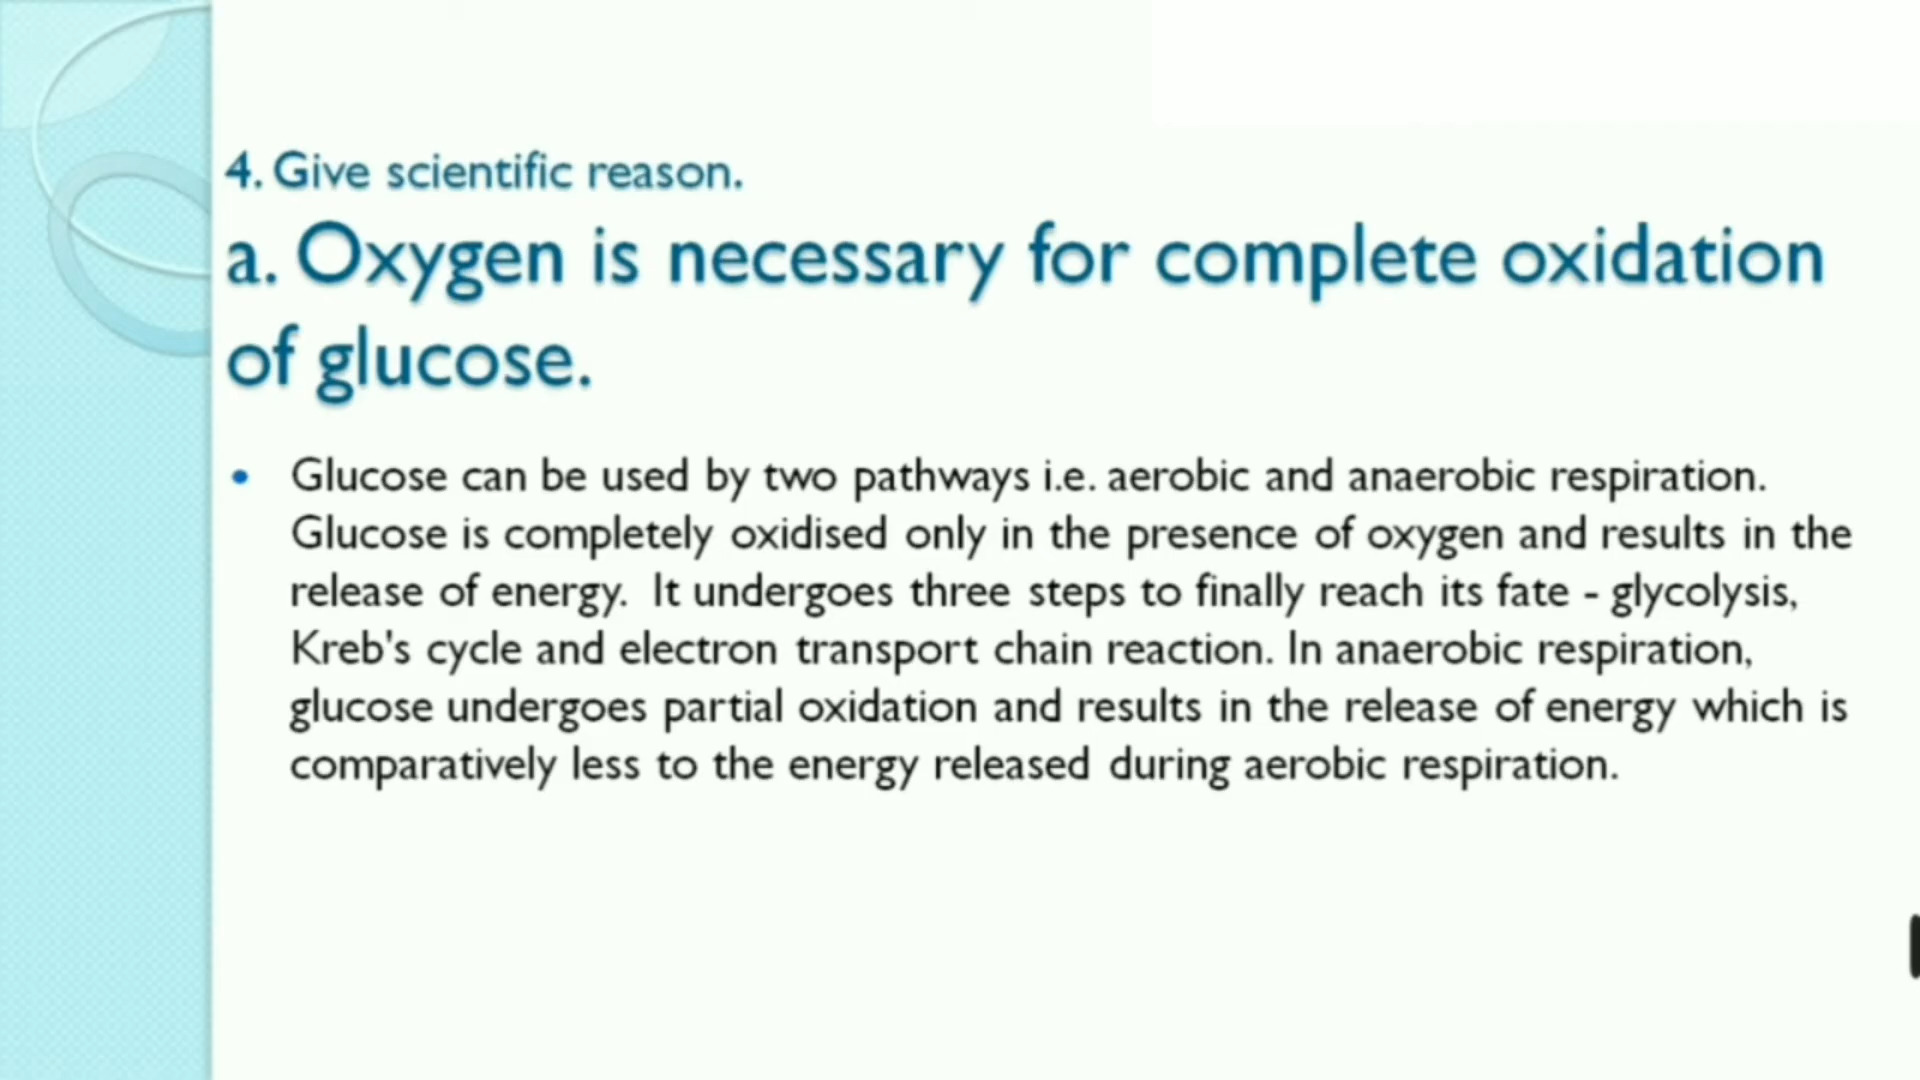 4. Give scientific reason.
a. Oxygen is necessary for complete oxidation
of glucose.
• Glucose can be used by two pathways i.e. aerobic and anaerobic respiration.
Glucose is completely oxidised only in the presence of oxygen and results in the
release of energy. It undergoes three steps to finally reach its fate - glycolysis,
Kreb's cycle and electron transport chain reaction. In anaerobic respiration,
glucose undergoes partial oxidation and results in the release of energy which is
comparatively less to the energy released during aerobic respiration.